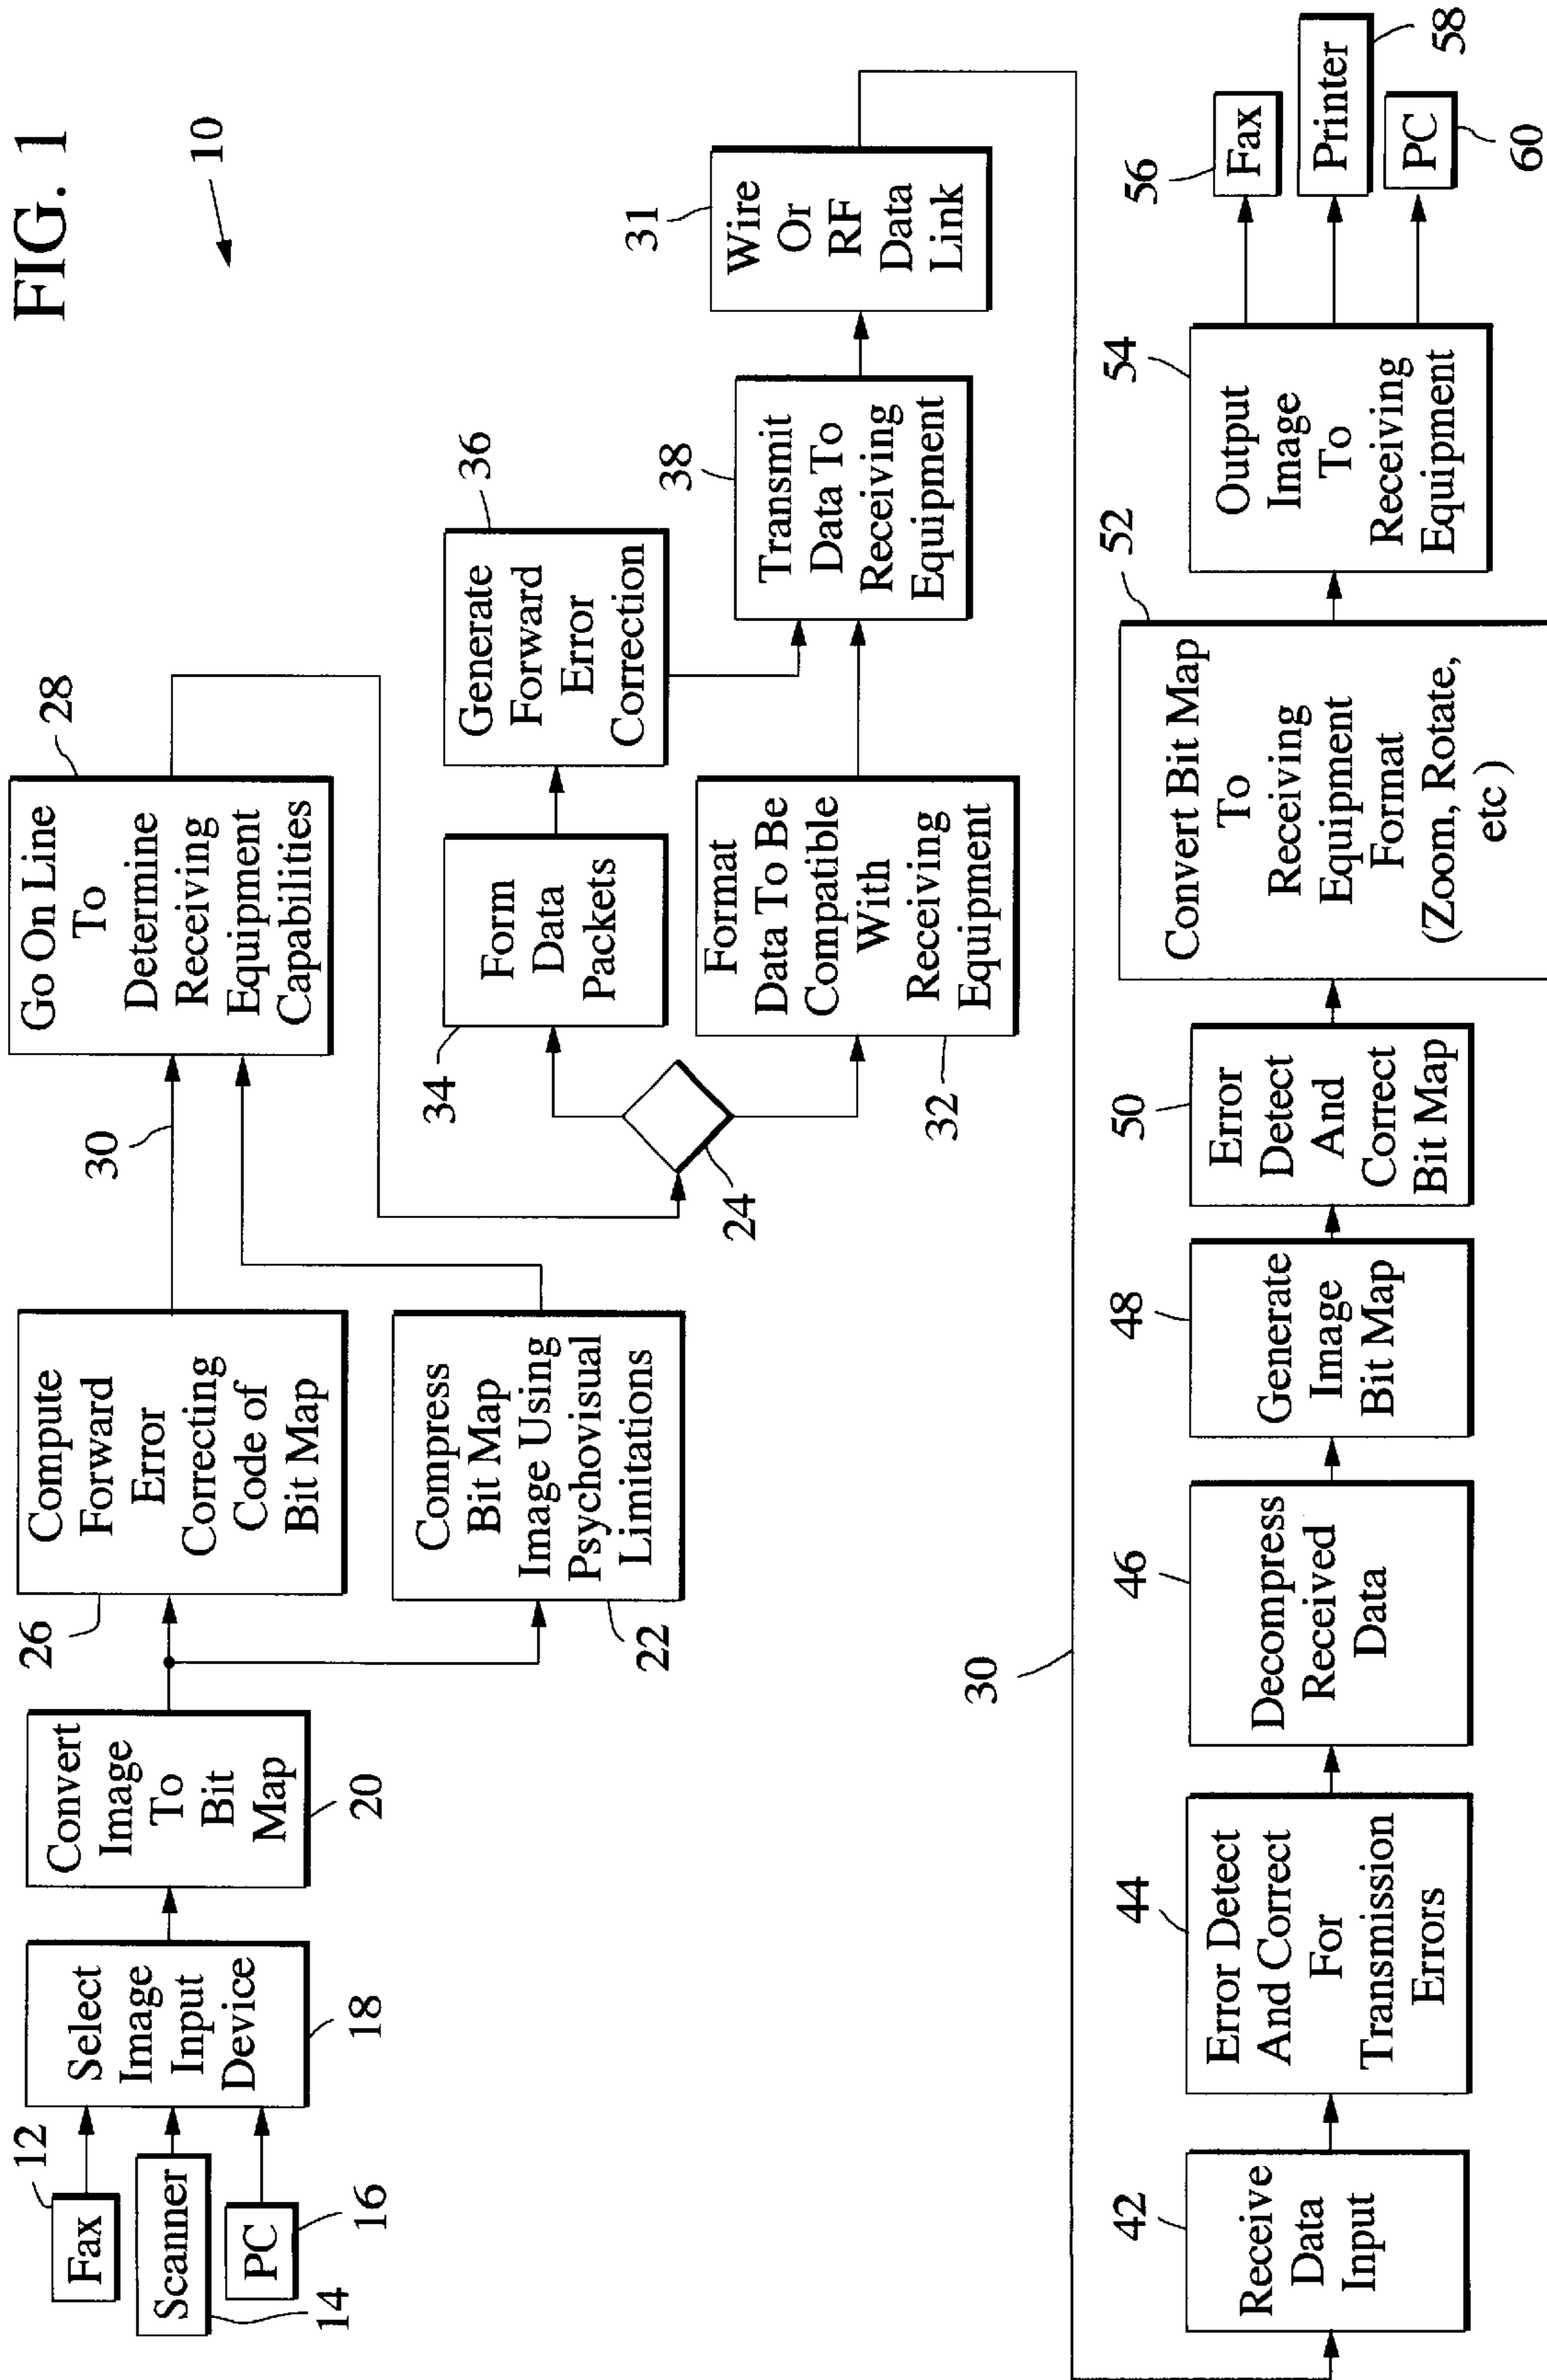 FIG. 1
10
12
Fax
Scanner
14
PC
16
Select
Image
Input
Device
18
Convert
Image
To
Bit
Map
20
26
Compute
Forward
Error
Correcting
Code of
Bit Map
Compress
Bit Map
Image Using
Psychovisual
Limitations
22
30
28
Go On Line
To
Determine
Receiving
Equipment
Capabilities
24
34
Form
Data
Packets
36
Generate
Forward
Error
Correction
Format
Data To Be
Compatible
With
Receiving
Equipment
32
38
Transmit
Data To
Receiving
Equipment
31
Wire
Or
RF
Data
Link
30
42
Receive
Data
Input
44
Error Detect
And Correct
For
Transmission
Errors
46
Decompress
Received
Data
48
Generate
Image
Bit Map
50
Error
Detect
And
Correct
Bit Map
52
Convert Bit Map
To
Receiving
Equipment
Format
(Zoom, Rotate,
etc )
54
Output
Image
To
Receiving
Equipment
56
Fax
Printer
58
PC
60